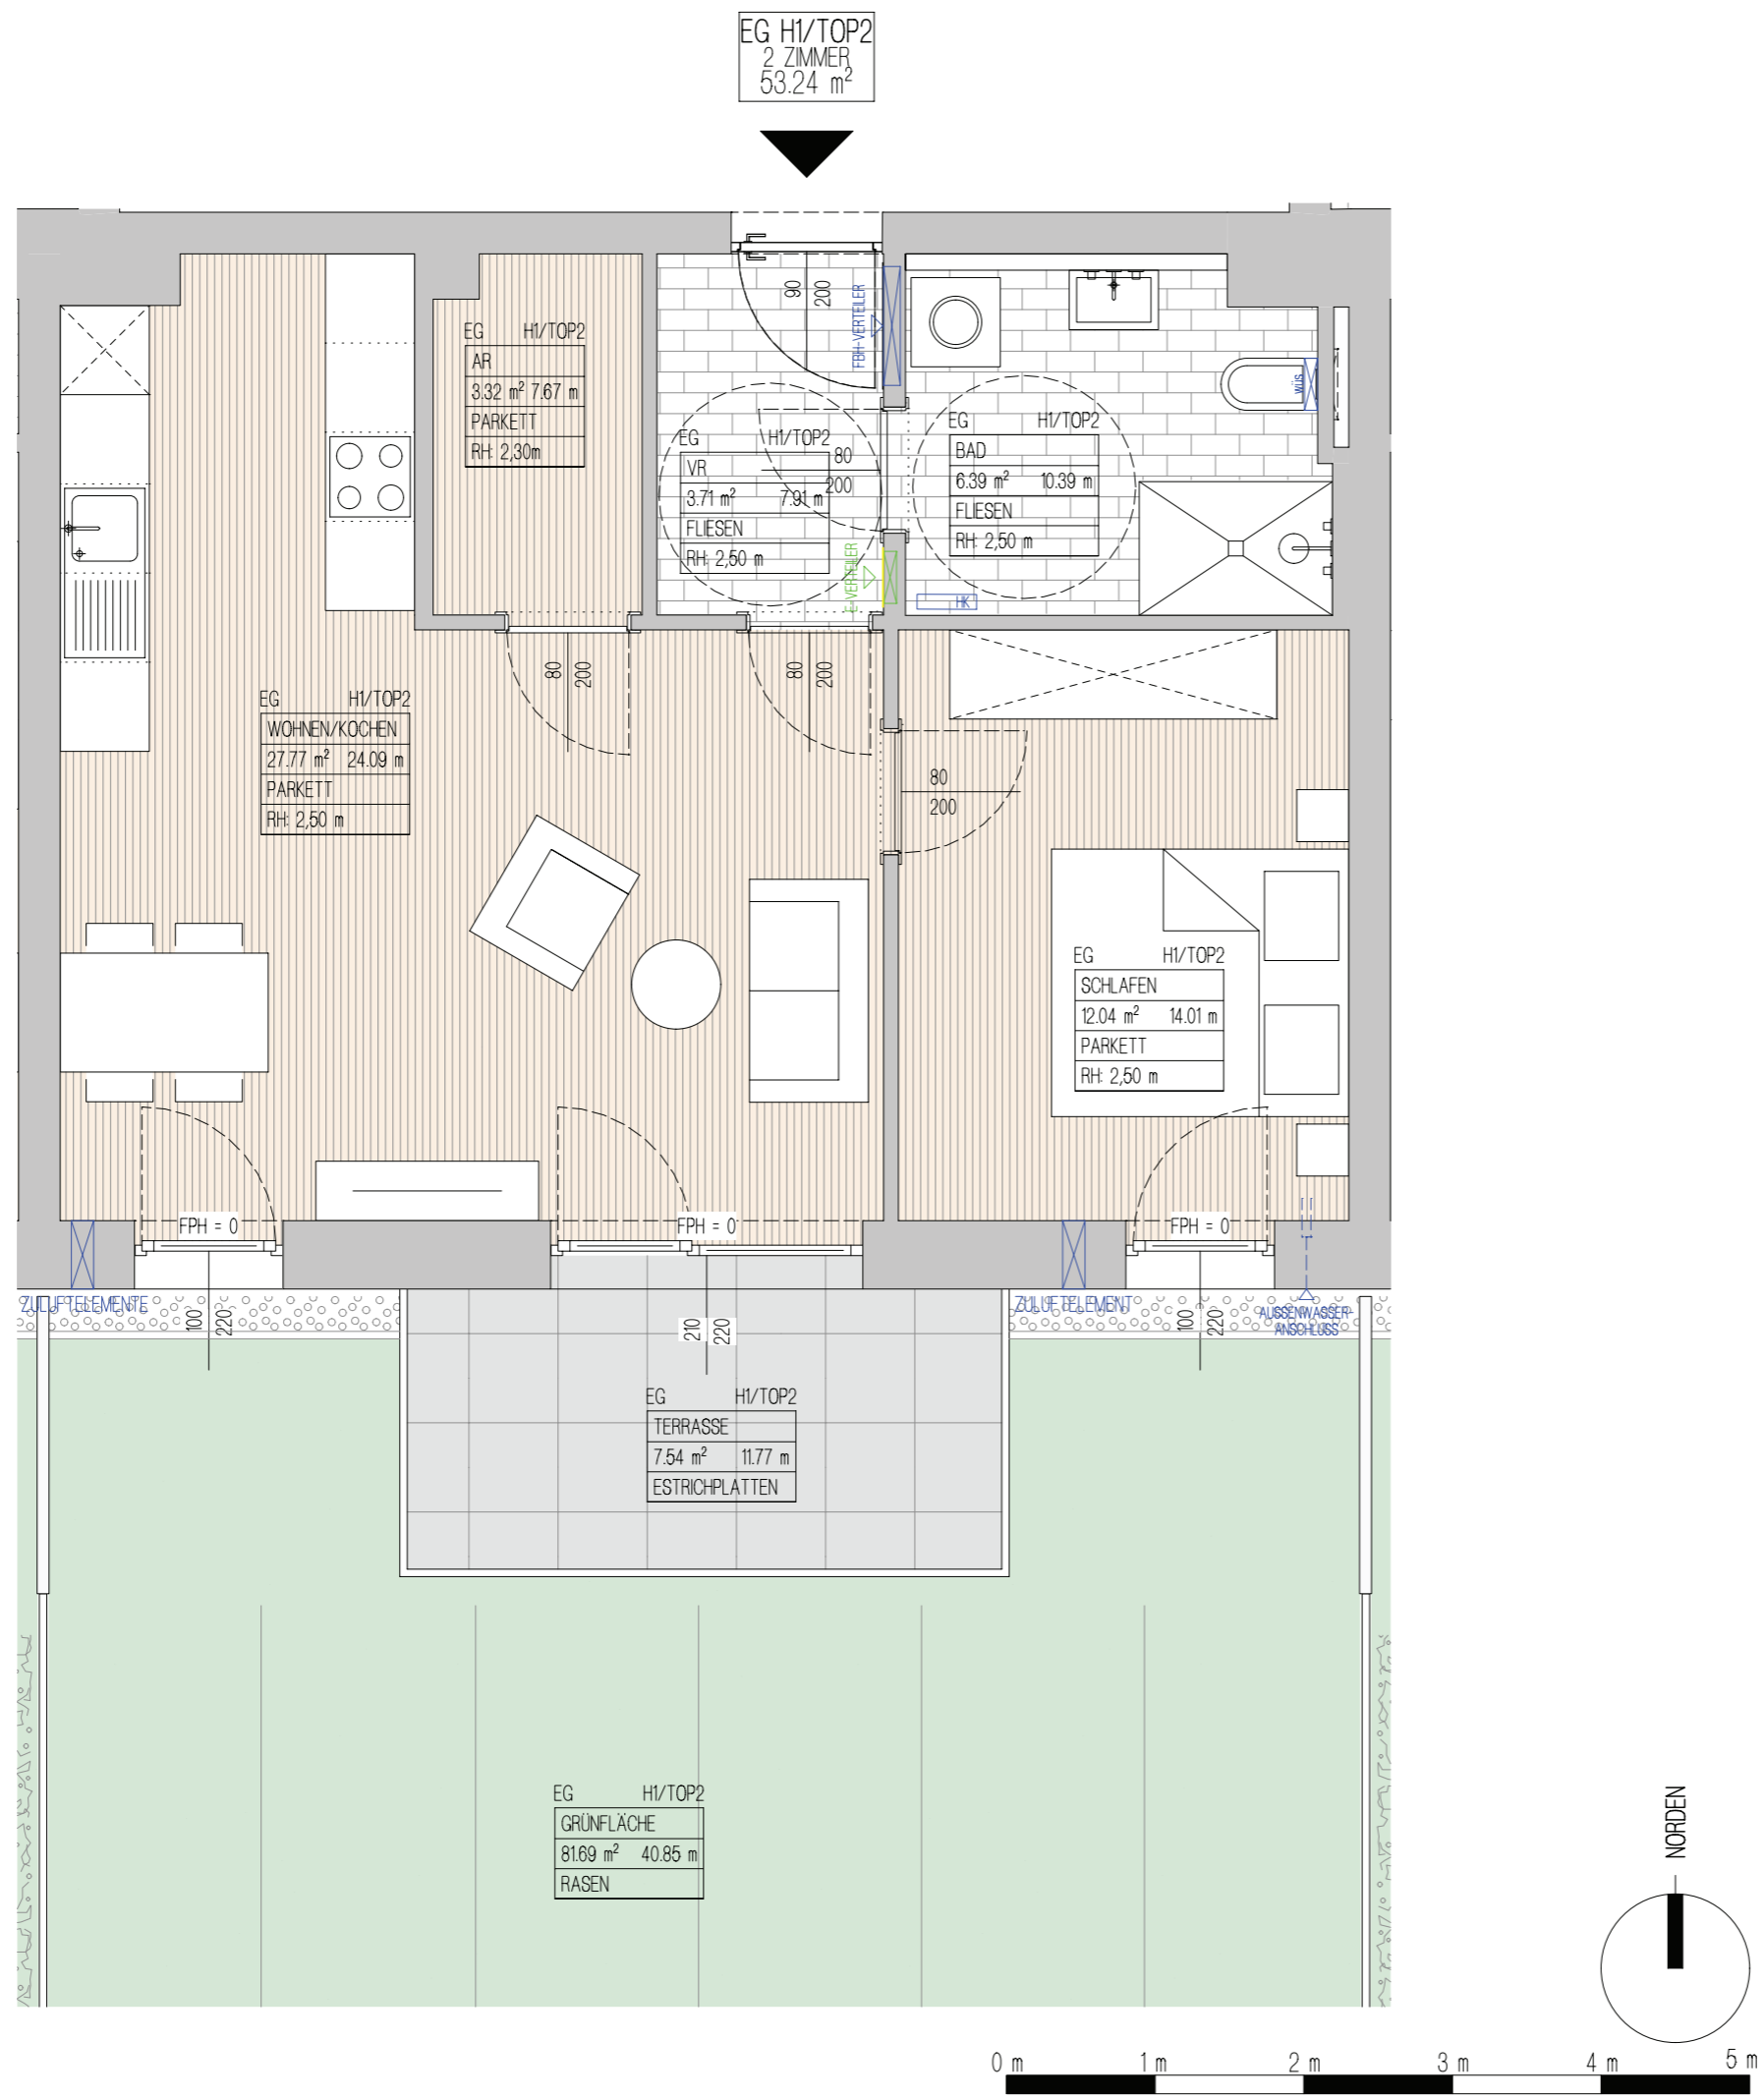 EG H1/TOP2
2 ZIMMER
53.24 m²
90
200
FBH-VERTEILER
EG H1/TOP2
AR
3.32 m² 7.67 m
PARKETT
RH: 2,30m
EG H1/TOP2
VR
3.71 m² 7.91 m
FLIESEN
RH: 2,50 m
80
200
E-VERTEILER
WÜS
EG H1/TOP2
BAD
6.39 m² 10.39 m
FLIESEN
RH: 2,50 m
HK
80
200
80
200
EG H1/TOP2
WOHNEN/KOCHEN
27.77 m² 24.09 m
PARKETT
RH: 2,50 m
80
200
EG H1/TOP2
SCHLAFEN
12.04 m² 14.01 m
PARKETT
RH: 2,50 m
FPH = 0
FPH = 0
FPH = 0
ZULUFTELEMENTE
ZULUFTELEMENT
AUSSENWASSER-
ANSCHLUSS
100
220
210
220
100
220
EG H1/TOP2
TERRASSE
7.54 m² 11.77 m
ESTRICHPLATTEN
EG H1/TOP2
GRÜNFLÄCHE
81.69 m² 40.85 m
RASEN
NORDEN
0 m 1 m 2 m 3 m 4 m 5 m